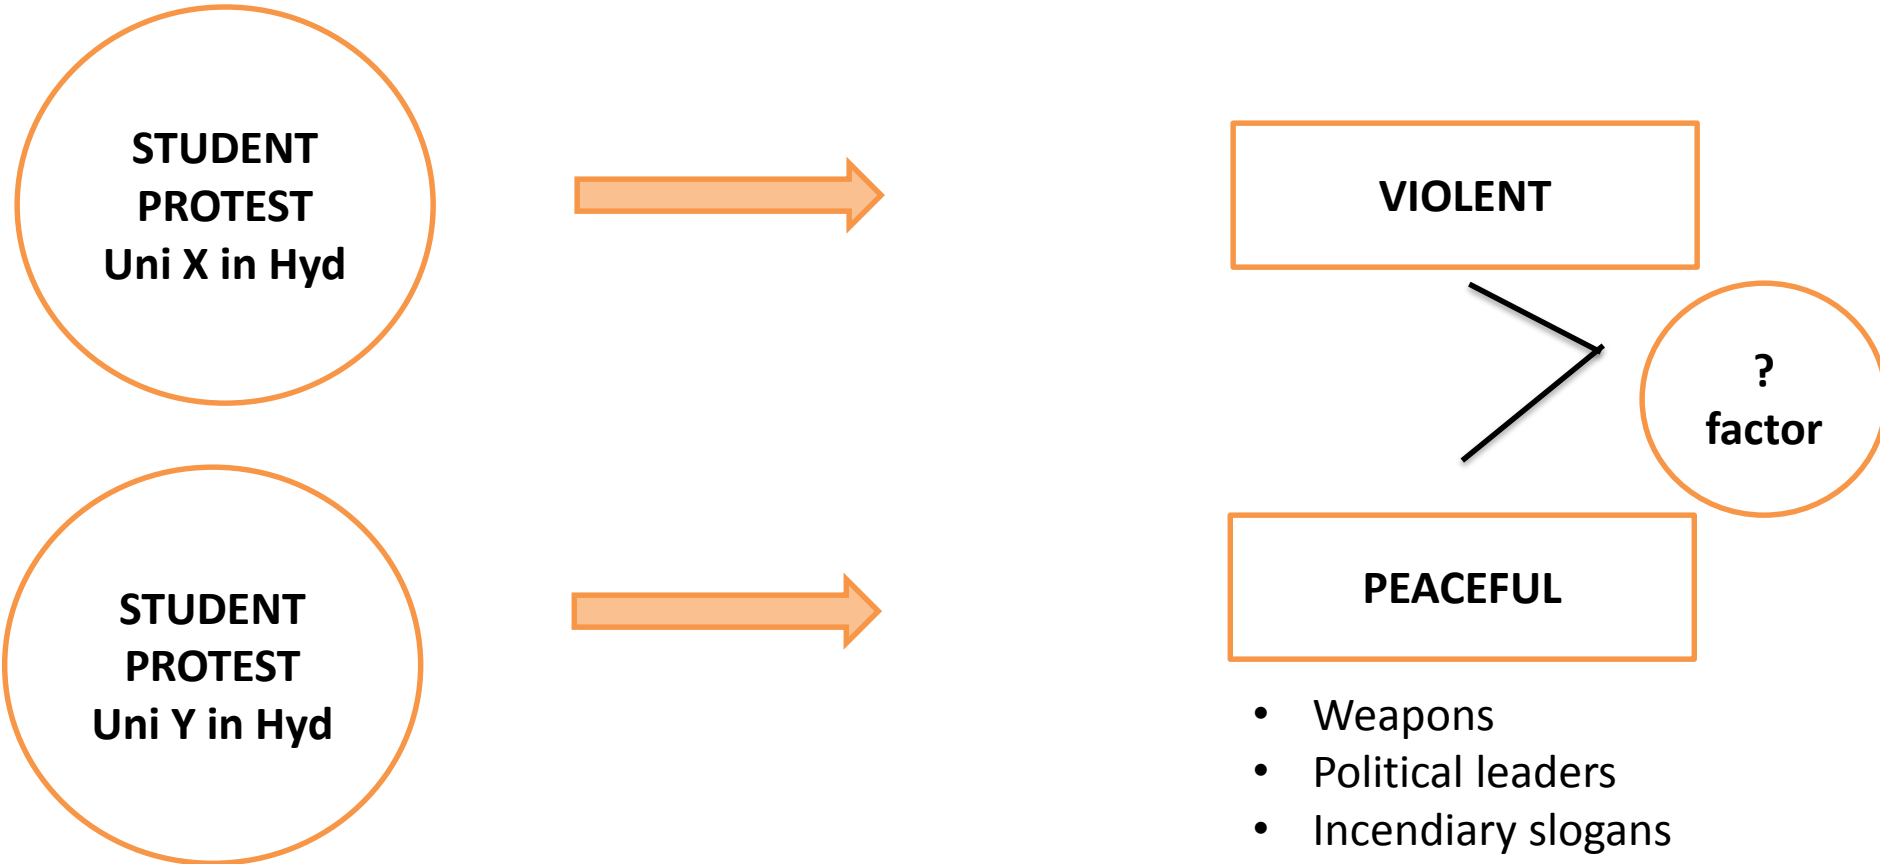 STUDENT
PROTEST
Uni X in Hyd
VIOLENT
?
factor
STUDENT
PROTEST
Uni Y in Hyd
PEACEFUL
• Weapons
• Political leaders
• Incendiary slogans